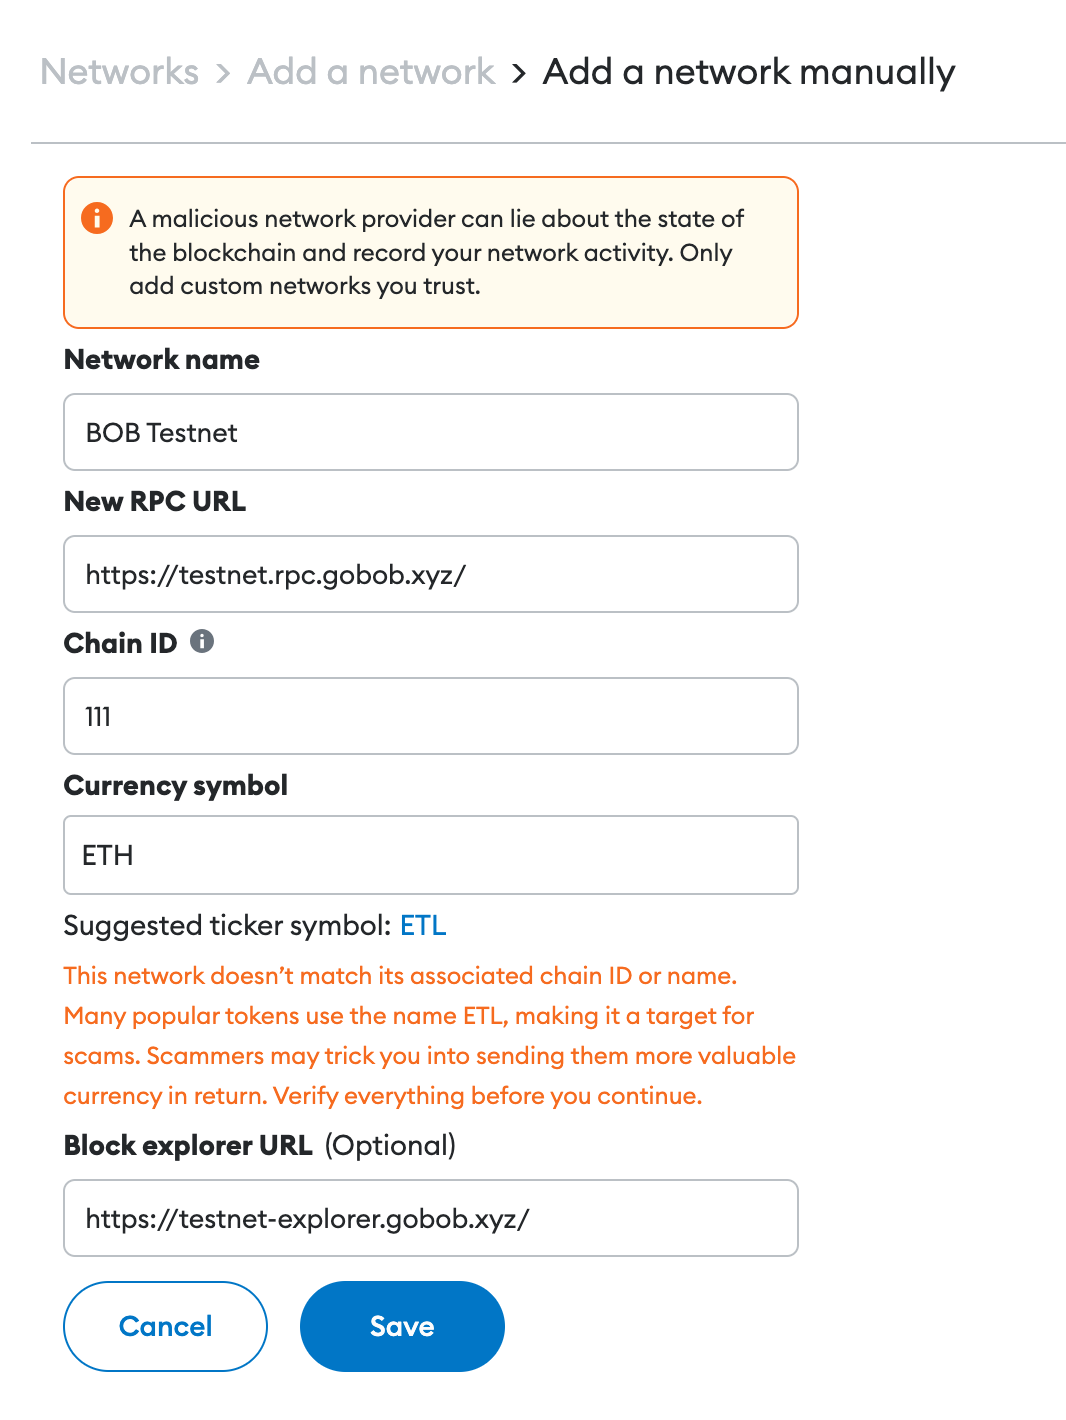 Networks > Add a network > Add a network manually
A malicious network provider can lie about the state of
the blockchain and record your network activity. Only
add custom networks you trust.
Network name
BOB Testnet
New RPC URL
https://testnet.rpc.gobob.xyz/
Chain ID
111
Currency symbol
ETH
Suggested ticker symbol: ETL
This network doesn’t match its associated chain ID or name.
Many popular tokens use the name ETL, making it a target for
scams. Scammers may trick you into sending them more valuable
currency in return. Verify everything before you continue.
Block explorer URL (Optional)
https://testnet-explorer.gobob.xyz/
Cancel Save